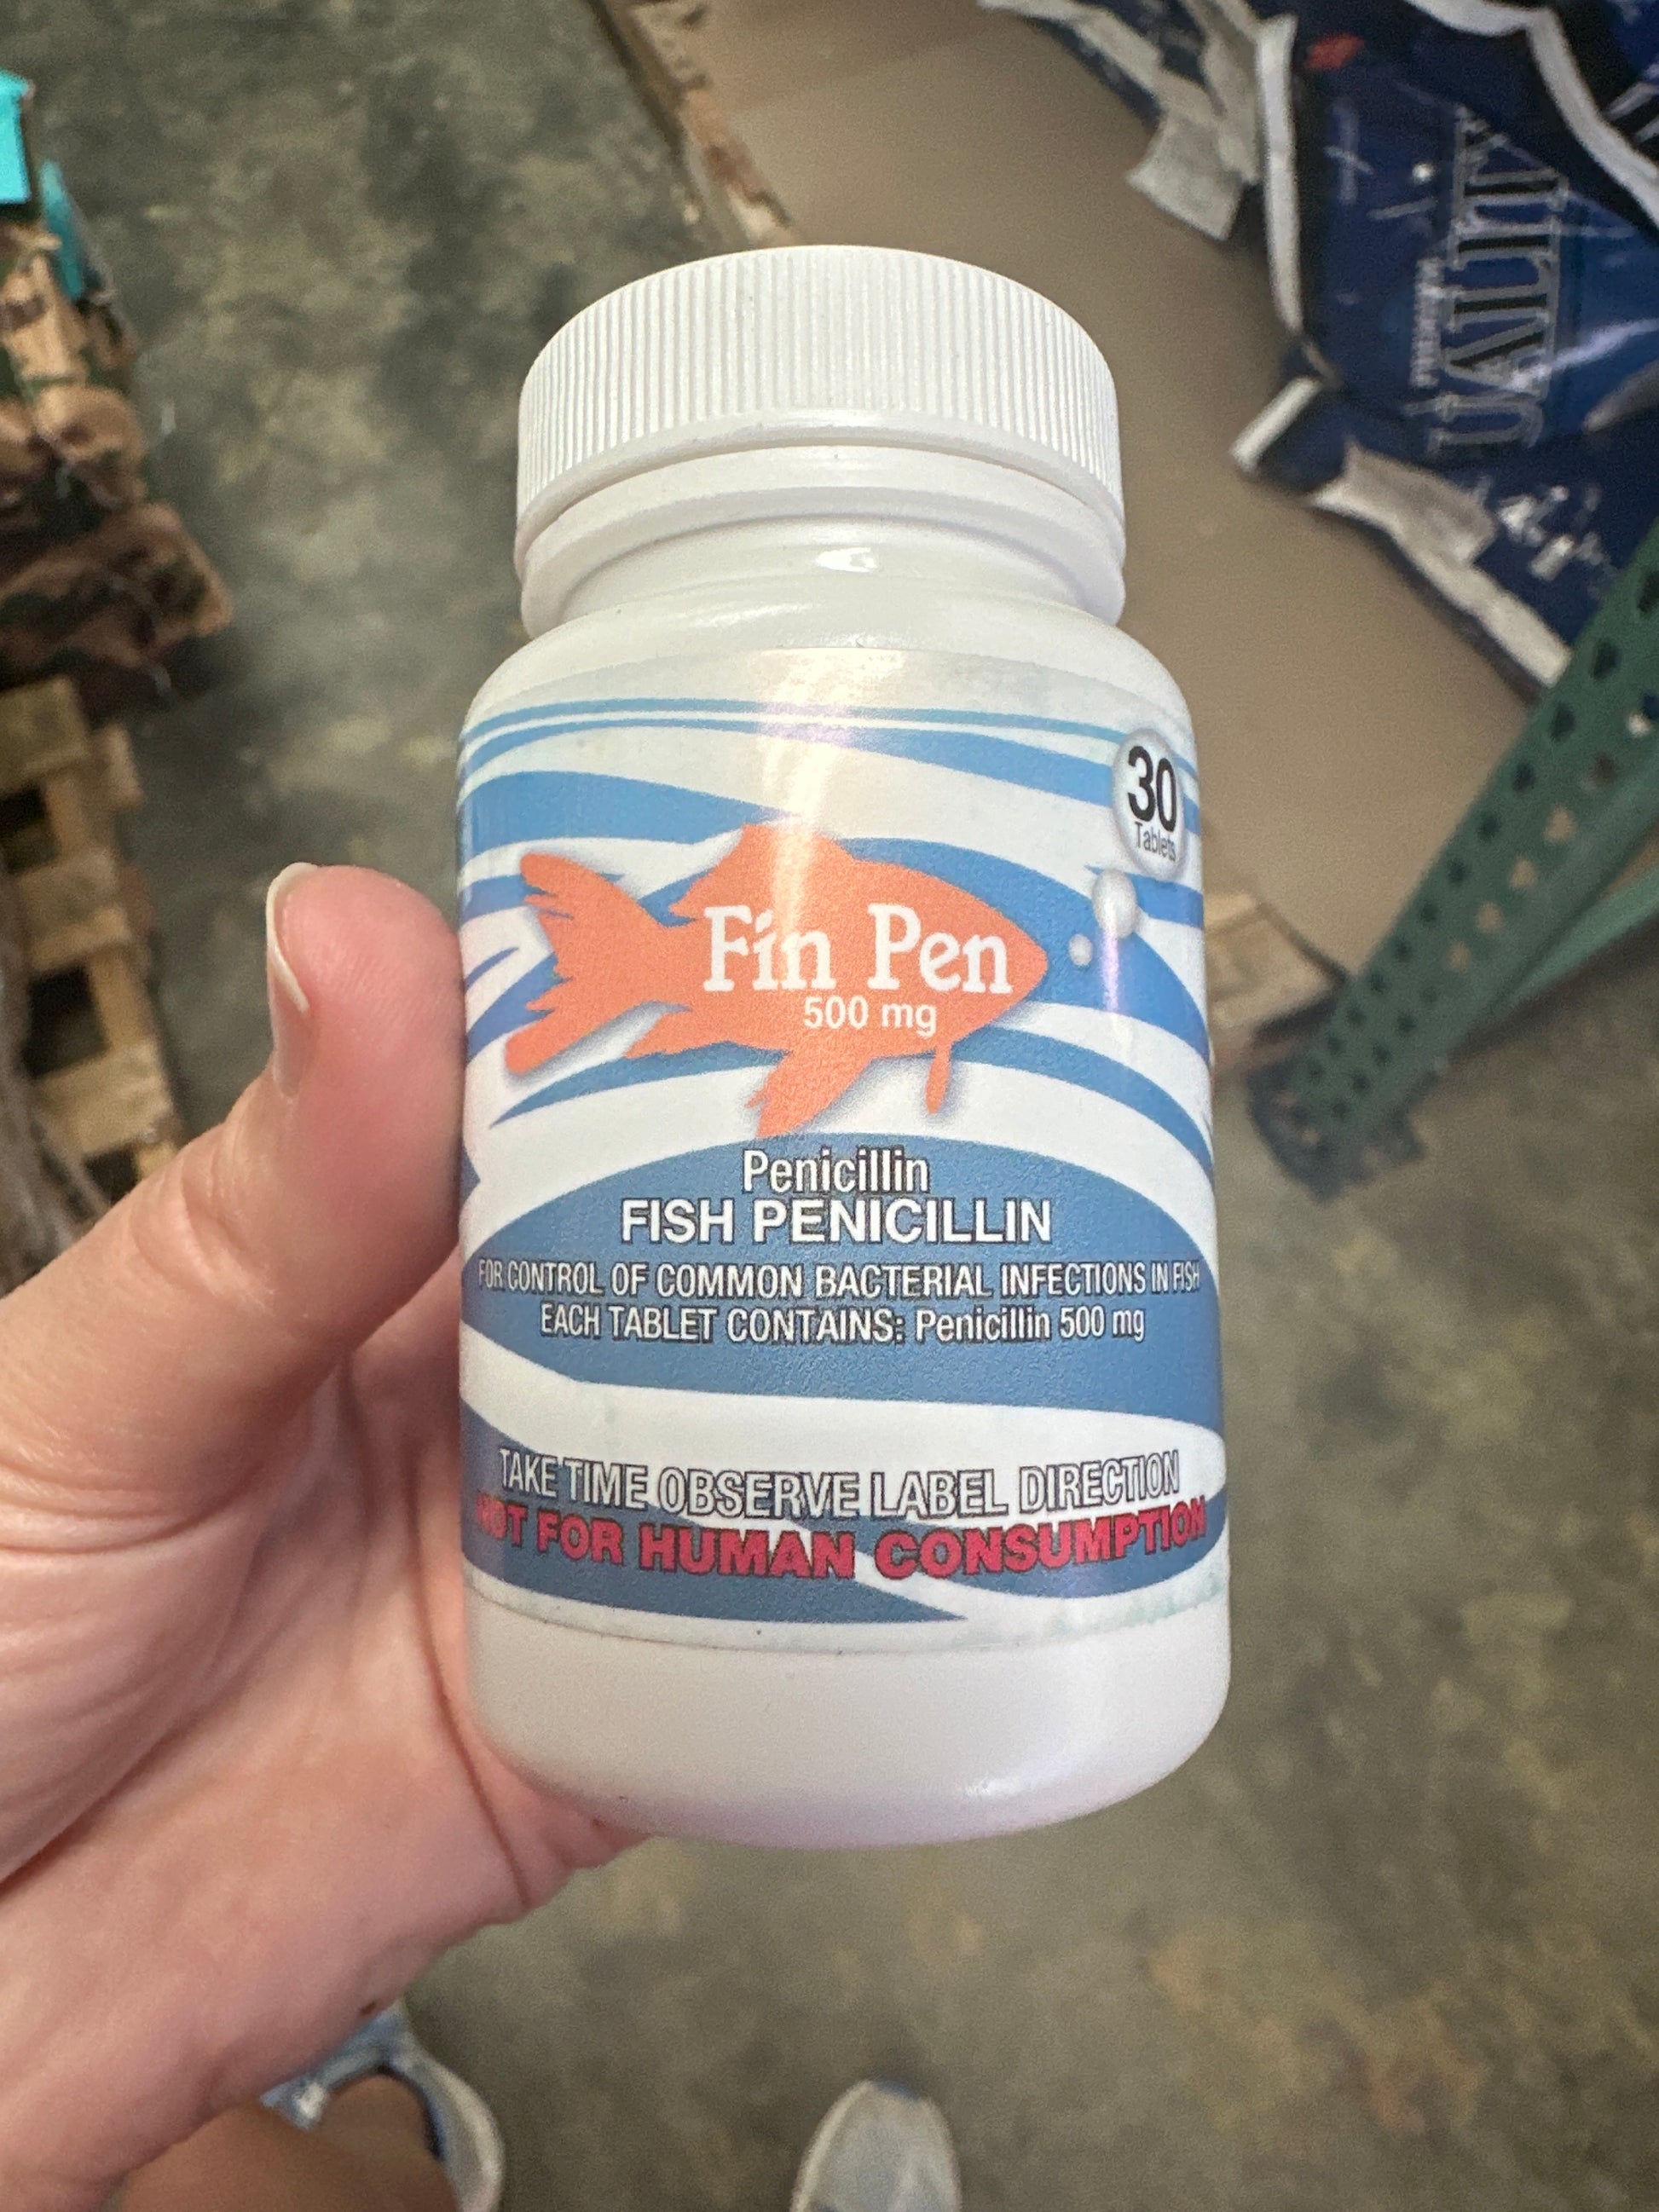 30
Tablets
Fin Pen
500 mg
Penicillin
FISH PENICILLIN
FOR CONTROL OF COMMON BACTERIAL INFECTIONS IN FISH
EACH TABLET CONTAINS: Penicillin 500 mg
TAKE TIME OBSERVE LABEL DIRECTION
NOT FOR HUMAN CONSUMPTION